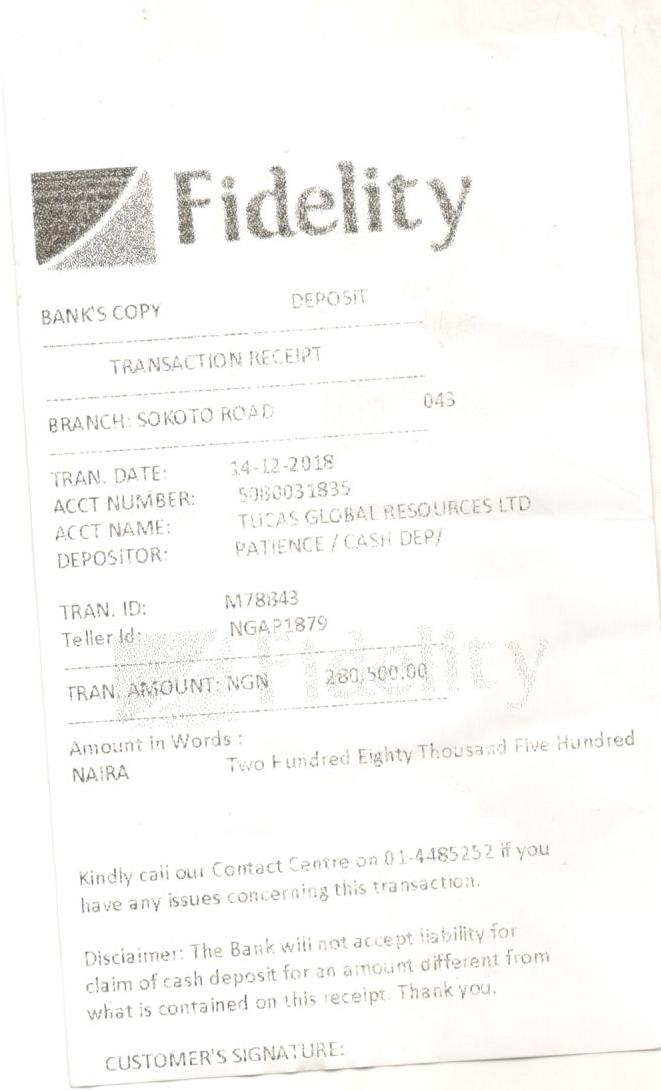 Fidelity
BANK'S COPY DEPOSIT
TRANSACTION RECEIPT
BRANCH: SOKOTO ROAD 043
TRAN. DATE: 14-12-2018
ACCT NUMBER: 5080031835
ACCT NAME: TUCAS GLOBAL RESOURCES LTD
DEPOSITOR: PATIENCE / CASH DEP/
TRAN. ID: M78843
Teller Id: NGAP1879
Fidelity
TRAN. AMOUNT: NGN 280,500.00
Amount in Words :
NAIRA Two Hundred Eighty Thousand Five Hundred
Kindly call our Contact Centre on 01-4485252 if you
have any issues concerning this transaction.
Disclaimer: The Bank will not accept liability for
claim of cash deposit for an amount different from
what is contained on this receipt. Thank you.
CUSTOMER'S SIGNATURE: